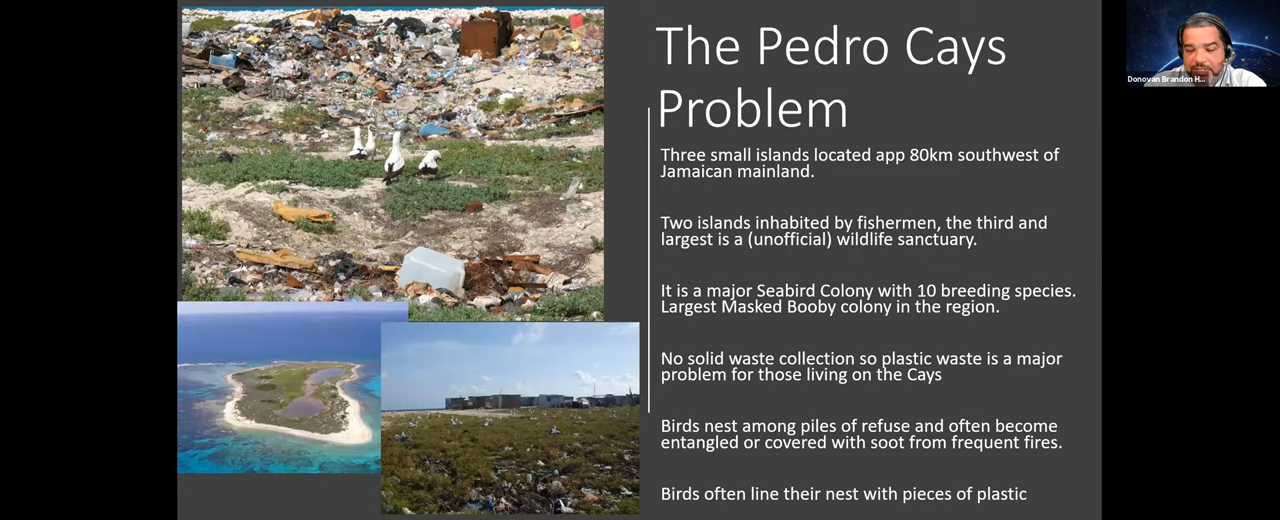 The Pedro Cays
Problem
Three small islands located app 80km southwest of
Jamaican mainland.
Two islands inhabited by fishermen, the third and
largest is a (unofficial) wildlife sanctuary.
It is a major Seabird Colony with 10 breeding species.
Largest Masked Booby colony in the region.
No solid waste collection so plastic waste is a major
problem for those living on the Cays
Birds nest among piles of refuse and often become
entangled or covered with soot from frequent fires.
Birds often line their nest with pieces of plastic
Donovan Brandon H...